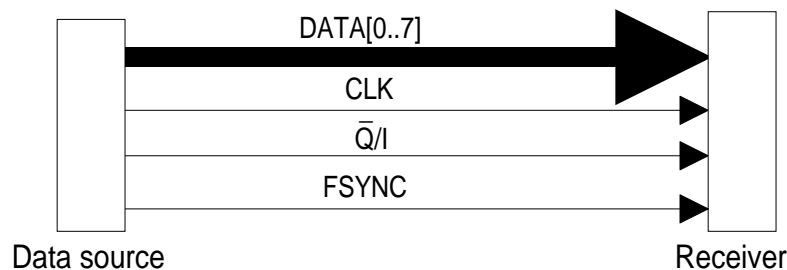 DATA[0..7]
CLK
Q̅/I
FSYNC
Data source
Receiver